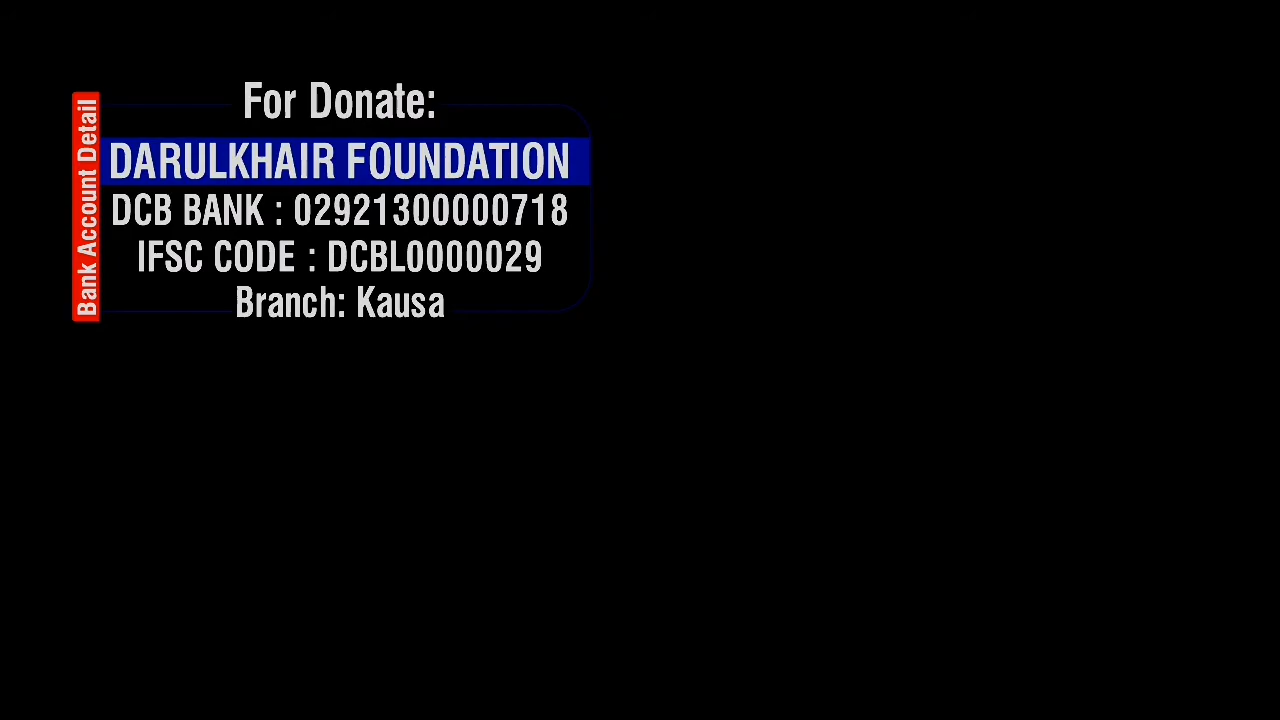 For Donate:
Bank Account Detail
DARULKHAIR FOUNDATION
DCB BANK : 02921300000718
IFSC CODE : DCBL0000029
Branch: Kausa